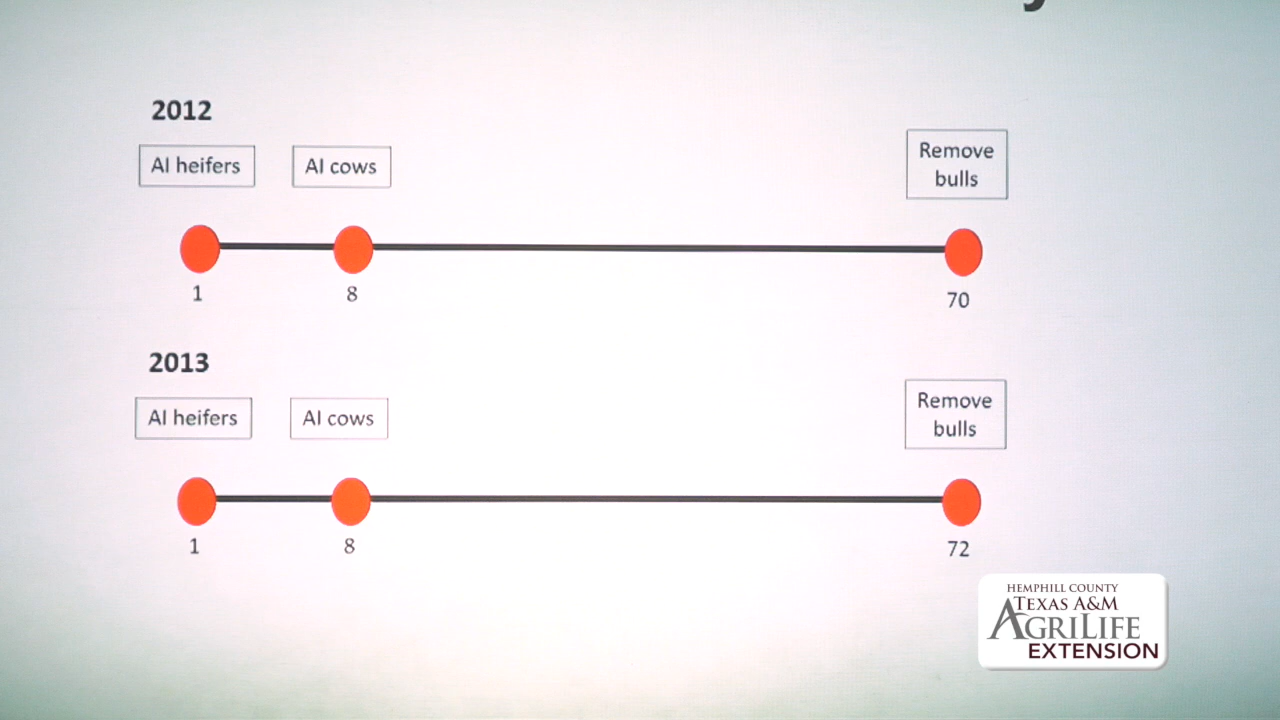 2012
AI heifers
AI cows
Remove
bulls
1
8
70
2013
AI heifers
AI cows
Remove
bulls
1
8
72
HEMPHILL COUNTY
TEXAS A&M
AGRILIFE
EXTENSION